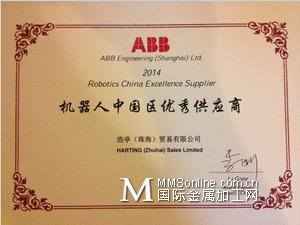 ABB
ABB Engineering (Shanghai) Ltd.
2014
Robotics China Excellence Supplier
机器人中国区优秀供应商
浩亭（珠海）贸易有限公司
HARTING (Zhuhai) Sales Limited
MMSonline.com.cn
国际金属加工网